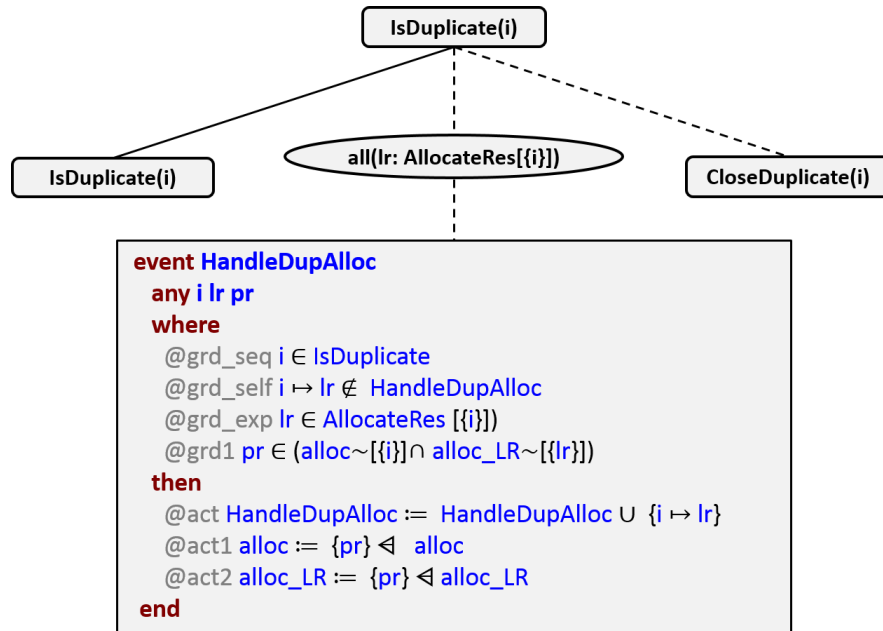 IsDuplicate(i)
IsDuplicate(i)
all(lr: AllocateRes[{i}])
CloseDuplicate(i)
event HandleDupAlloc
any i lr pr
where
@grd_seq i ∈ IsDuplicate
@grd_self i ↦ lr ∉ HandleDupAlloc
@grd_exp lr ∈ AllocateRes [{i}])
@grd1 pr ∈ (alloc~[{i}]∩ alloc_LR~[{lr}])
then
@act HandleDupAlloc ≔ HandleDupAlloc ∪ {i ↦ lr}
@act1 alloc ≔ {pr} ⩤ alloc
@act2 alloc_LR ≔ {pr} ⩤ alloc_LR
end